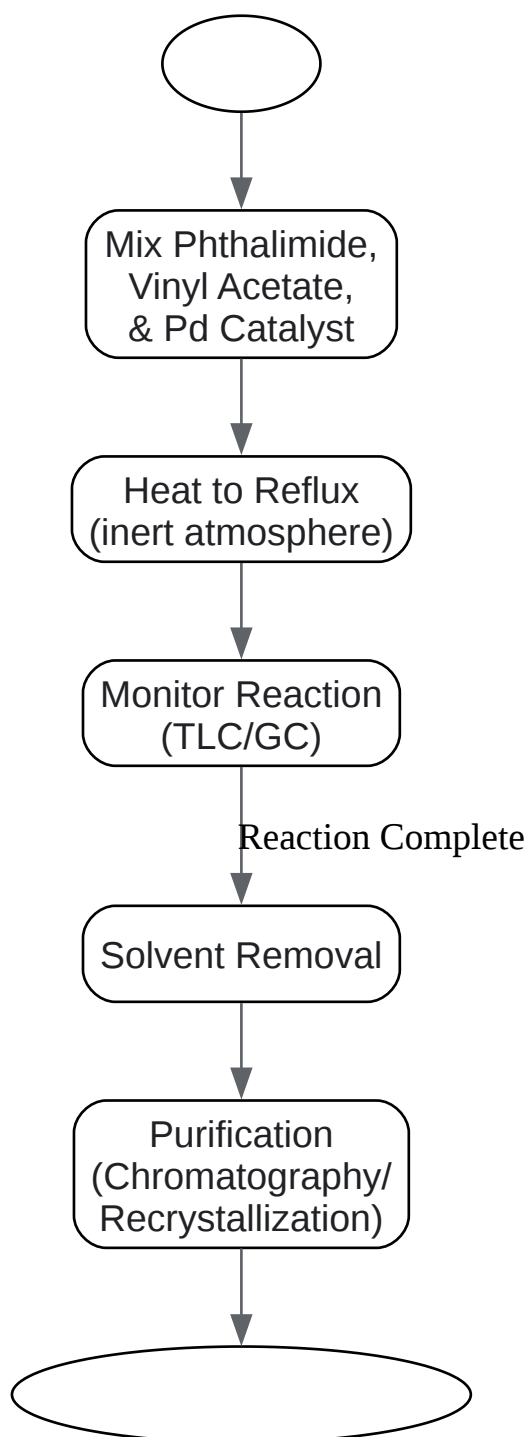 Mix Phthalimide,
Vinyl Acetate,
& Pd Catalyst
Heat to Reflux
(inert atmosphere)
Monitor Reaction
(TLC/GC)
Reaction Complete
Solvent Removal
Purification
(Chromatography/
Recrystallization)